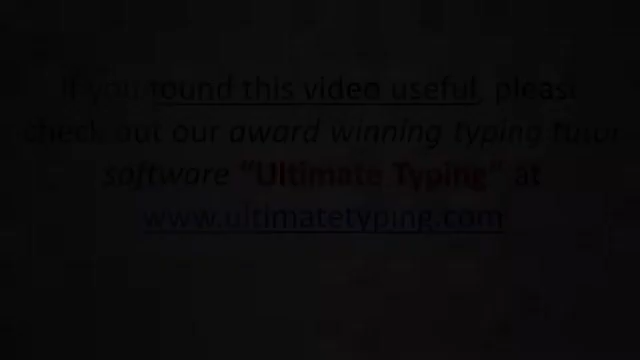 If you found this video useful, please
check out our award winning typing tutor
software "Ultimate Typing" at
www.ultimatetyping.com